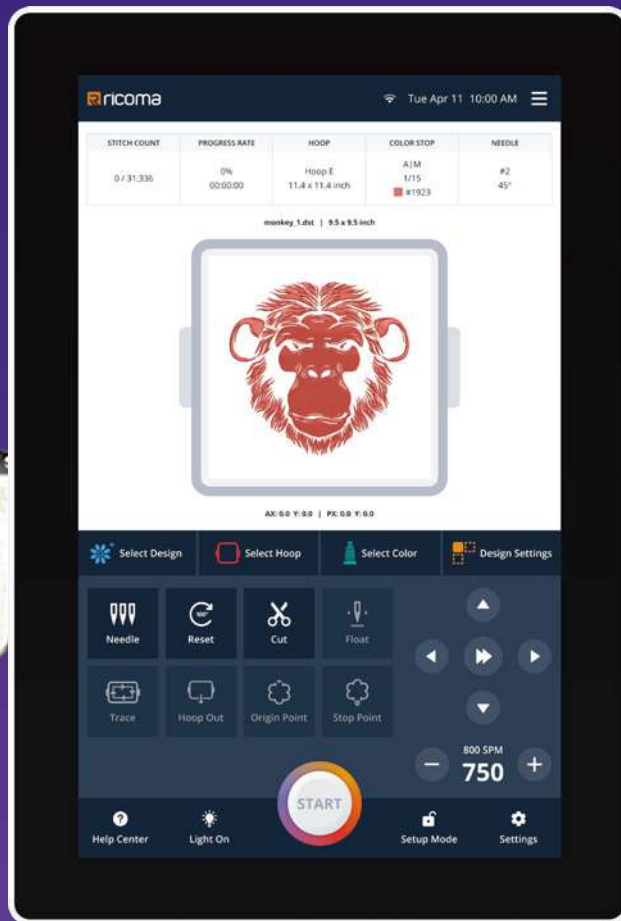 ricoma
Tue Apr 11 10:00 AM
STITCH COUNT PROGRESS RATE HOOP COLOR STOP NEEDLE
0 / 31,336
0%
00:00:00
Hoop E
11.4 x 11.4 inch
A|M
1/15
#1923
#2
45°
monkey_1.dst | 9.5 x 9.5 inch
AX: 0.0 Y: 0.0 | PX: 0.0 Y: 0.0
Select Design Select Hoop Select Color Design Settings
100°
Needle Reset Cut Float
Trace Hoop Out Origin Point Stop Point
800 SPM
− 750 +
START
Help Center Light On Setup Mode Settings